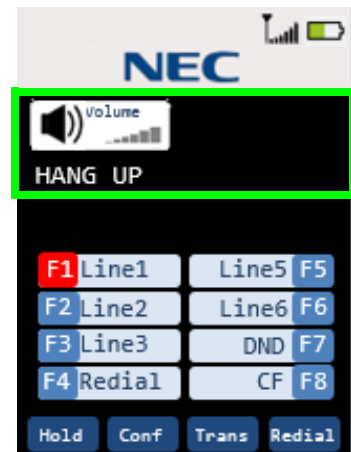 NEC
Volume
HANG UP
F1 Line1 Line5 F5
F2 Line2 Line6 F6
F3 Line3 DND F7
F4 Redial CF F8
Hold Conf Trans Redial